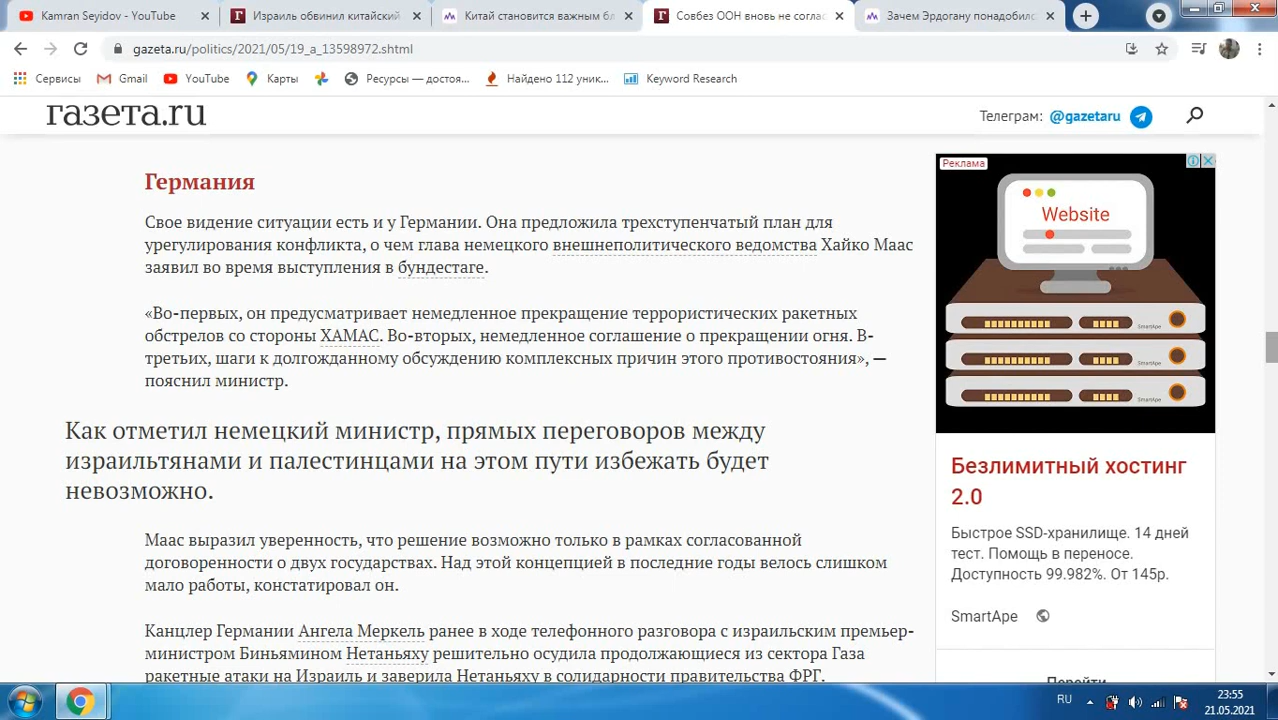 Kamran Seyidov - YouTube
Израиль обвинил китайский
Китай становится важным бл
Совбез ООН вновь не соглас
Зачем Эрдогану понадобилс
gazeta.ru/politics/2021/05/19_a_13598972.shtml
Сервисы
Gmail
YouTube
Карты
Ресурсы — достоя...
Найдено 112 уник...
Keyword Research
газета.ru
Телеграм: @gazetaru
Германия
Свое видение ситуации есть и у Германии. Она предложила трехступенчатый план для
урегулирования конфликта, о чем глава немецкого внешнеполитического ведомства Хайко Маас
заявил во время выступления в бундестаге.
«Во-первых, он предусматривает немедленное прекращение террористических ракетных
обстрелов со стороны ХАМАС. Во-вторых, немедленное соглашение о прекращении огня. В-
третьих, шаги к долгожданному обсуждению комплексных причин этого противостояния», —
пояснил министр.
Как отметил немецкий министр, прямых переговоров между
израильтянами и палестинцами на этом пути избежать будет
невозможно.
Маас выразил уверенность, что решение возможно только в рамках согласованной
договоренности о двух государствах. Над этой концепцией в последние годы велось слишком
мало работы, констатировал он.
Канцлер Германии Ангела Меркель ранее в ходе телефонного разговора с израильским премьер-
министром Биньямином Нетаньяху решительно осудила продолжающиеся из сектора Газа
ракетные атаки на Израиль и заверила Нетаньяху в солидарности правительства ФРГ.
Реклама
Website
SmartApe
SmartApe
SmartApe
Безлимитный хостинг
2.0
Быстрое SSD-хранилище. 14 дней
тест. Помощь в переносе.
Доступность 99.982%. От 145р.
SmartApe
Перейти
RU
23:55
21.05.2021